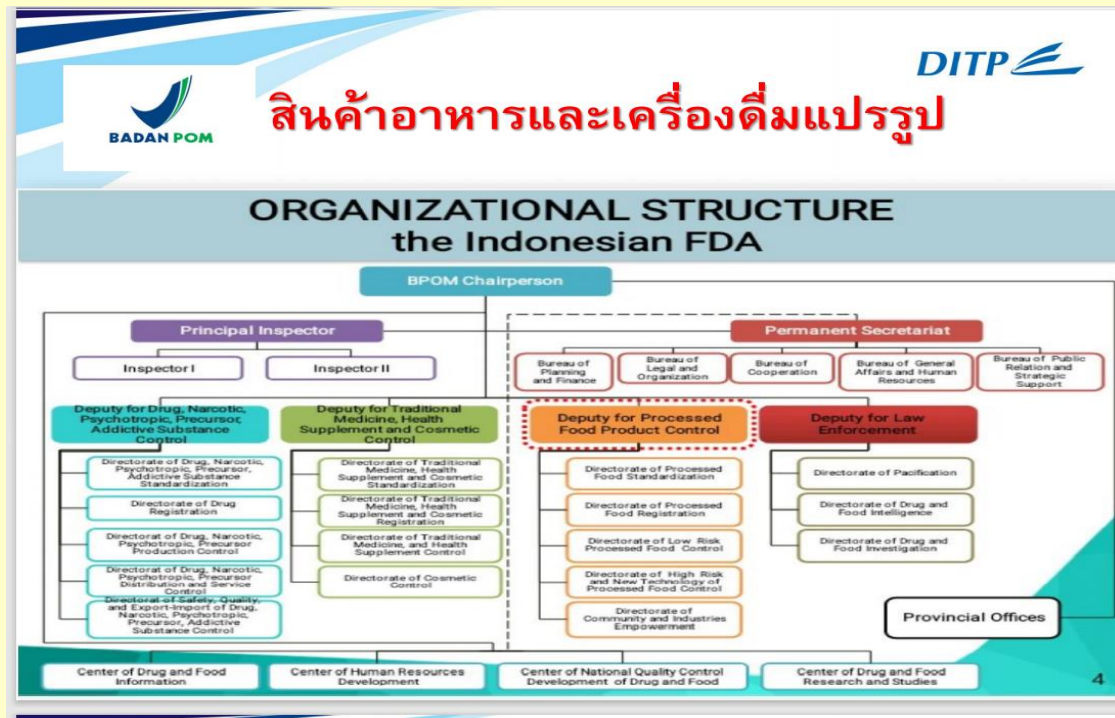 DITP
BADAN POM
สินค้าอาหารและเครื่องดื่มแปรรูป
ORGANIZATIONAL STRUCTURE
the Indonesian FDA
BPOM Chairperson
Principal Inspector
Permanent Secretariat
Inspector I
Inspector II
Bureau of
Planning
and Finance
Bureau of
Legal and
Organization
Bureau of
Cooperation
Bureau of General
Affairs and Human
Resources
Bureau of Public
Relation and
Strategic
Support
Deputy for Drug, Narcotic,
Psychotropic, Precursor,
Addictive Substance
Control
Deputy for Traditional
Medicine, Health
Supplement and Cosmetic
Control
Deputy for Processed
Food Product Control
Deputy for Law
Enforcement
Directorate of Drug, Narcotic,
Psychotropic, Precursor,
Addictive Substance
Standardization
Directorate of Drug
Registration
Directorat of Drug, Narcotic,
Psychotropic, Precursor
Production Control
Directorat of Drug, Narcotic,
Psychotropic, Precursor
Distribution and Service
Control
Directorat of Safety, Quality,
and Export-Import of Drug,
Narcotic, Psychotropic,
Precursor, Addictive
Substance Control
Directorate of Traditional
Medicine, Health
Supplement and Cosmetic
Standardization
Directorate of Traditional
Medicine, Health
Supplement and Cosmetic
Registration
Directorate of Traditional
Medicine, and Health
Supplement Control
Directorate of Cosmetic
Control
Directorate of Processed
Food Standardization
Directorate of Processed
Food Registration
Directorate of Low Risk
Processed Food Control
Directorate of High Risk
and New Technology of
Processed Food Control
Directorate of
Community and Industries
Empowerment
Directorate of Pacification
Directorate of Drug and
Food Intelligence
Directorate of Drug and
Food Investigation
Provincial Offices
Center of Drug and Food
Information
Center of Human Resources
Development
Center of National Quality Control
Development of Drug and Food
Center of Drug and Food
Research and Studies
4